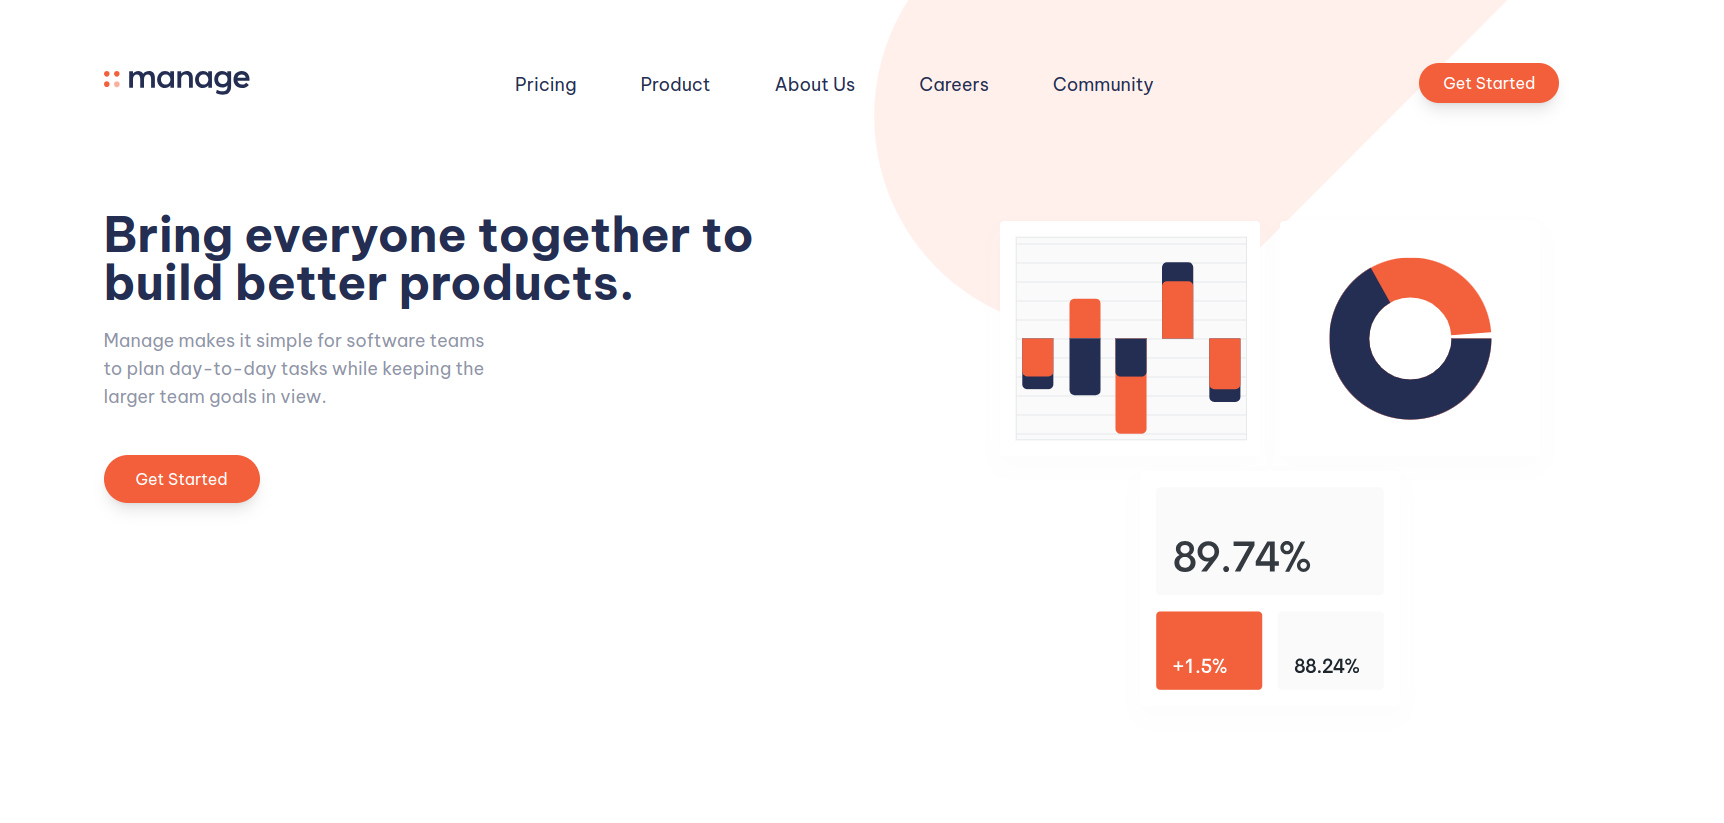 manage
Pricing
Product
About Us
Careers
Community
Get Started
Bring everyone together to
build better products.
Manage makes it simple for software teams
to plan day-to-day tasks while keeping the
larger team goals in view.
Get Started
89.74%
+1.5%
88.24%